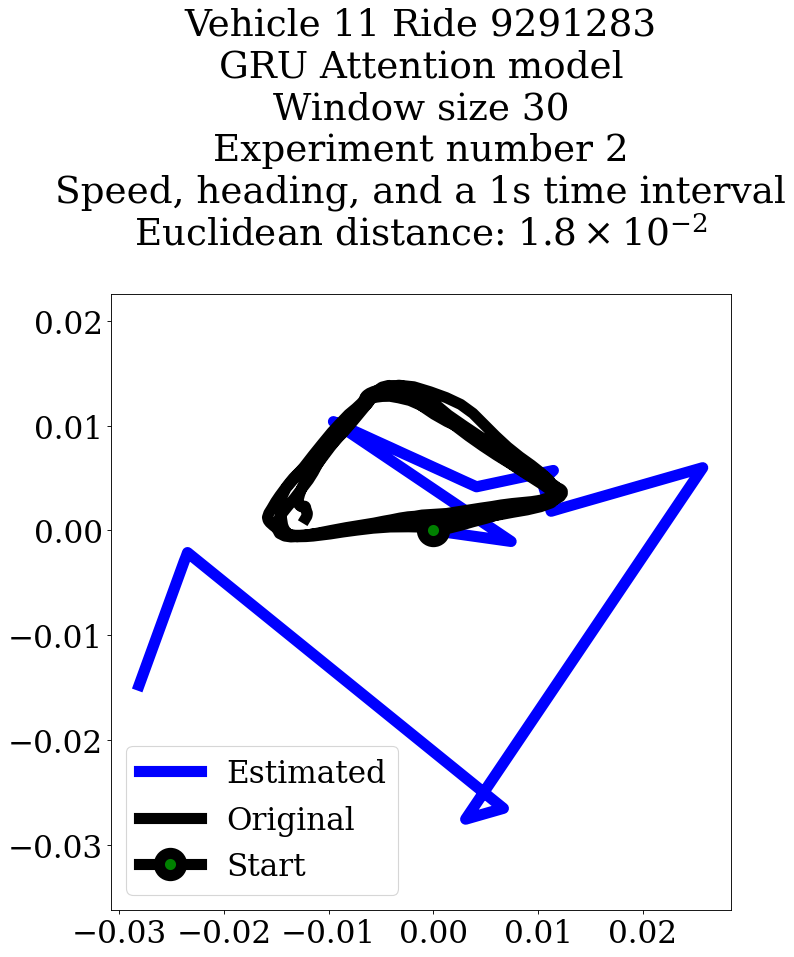 Vehicle 11 Ride 9291283
GRU Attention model
Window size 30
Experiment number 2
Speed, heading, and a 1s time interval
Euclidean distance: 1.8 × 10⁻²
0.02
0.01
0.00
−0.01
−0.02
−0.03
Estimated
Original
Start
−0.03 −0.02 −0.01 0.00 0.01 0.02